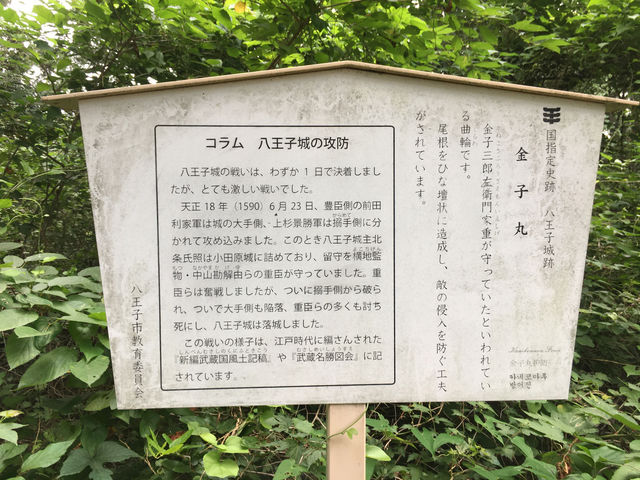 国指定史跡 八王子城跡
金子丸
金子三郎左衛門家重が守っていたといわれてい
る曲輪です。
尾根をひな壇状に造成し、敵の侵入を防ぐ工夫
がされています。
コラム 八王子城の攻防
八王子城の戦いは、わずか1日で決着しまし
たが、とても激しい戦いでした。
天正18年(1590)6月23日、豊臣側の前田
利家軍は城の大手側、上杉景勝軍は搦手側に分
かれて攻め込みました。このとき八王子城主北
条氏照は小田原城に詰めており、留守を横地監
物・中山勘解由らの重臣が守っていました。重
臣らは奮戦しましたが、ついに搦手側から破ら
れ、ついで大手側も陥落、重臣らの多くも討ち
死にし、八王子城は落城しました。
この戦いの様子は、江戸時代に編さんされた
『新編武蔵国風土記稿』や『武蔵名勝図会』に記
されています。
八王子市教育委員会